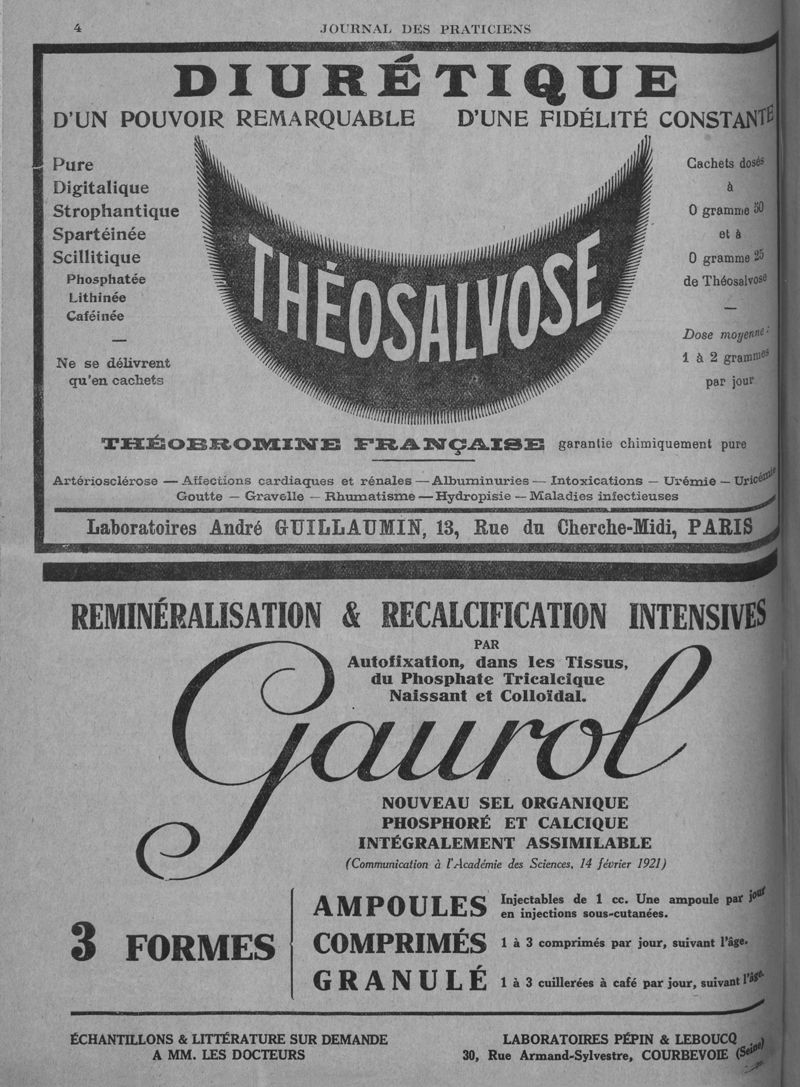 4
JOURNAL DES PRATICIENS
DIURÉTIQUE
D'UN POUVOIR REMARQUABLE D'UNE FIDÉLITÉ CONSTANTE
Pure
Digitalique
Strophantique
Spartéinée
Scillitique
Phosphatée
Lithinée
Caféinée
—
Ne se délivrent
qu'en cachets
THÉOSALVOSE
Cachets dosés
à
0 gramme 50
et à
0 gramme 25
de Théosalvose
—
Dose moyenne :
1 à 2 grammes
par jour
THÉOBROMINE FRANÇAISE garantie chimiquement pure
Artériosclérose — Affections cardiaques et rénales — Albuminuries — Intoxications — Urémie — Uricémie
Goutte — Gravelle — Rhumatisme — Hydropisie — Maladies infectieuses
Laboratoires André GUILLAUMIN, 13, Rue du Cherche-Midi, PARIS
REMINÉRALISATION & RECALCIFICATION INTENSIVES
PAR
Autofixation, dans les Tissus,
du Phosphate Tricalcique
Naissant et Colloïdal.
Gaurol
NOUVEAU SEL ORGANIQUE
PHOSPHORÉ ET CALCIQUE
INTÉGRALEMENT ASSIMILABLE
(Communication à l'Académie des Sciences, 14 février 1921)
3 FORMES
AMPOULES Injectables de 1 cc. Une ampoule par jour
en injections sous-cutanées.
COMPRIMÉS 1 à 3 comprimés par jour, suivant l'âge.
GRANULÉ 1 à 3 cuillerées à café par jour, suivant l'âge.
ÉCHANTILLONS & LITTÉRATURE SUR DEMANDE
A MM. LES DOCTEURS
LABORATOIRES PÉPIN & LEBOUCQ
30, Rue Armand-Sylvestre, COURBEVOIE (Seine)